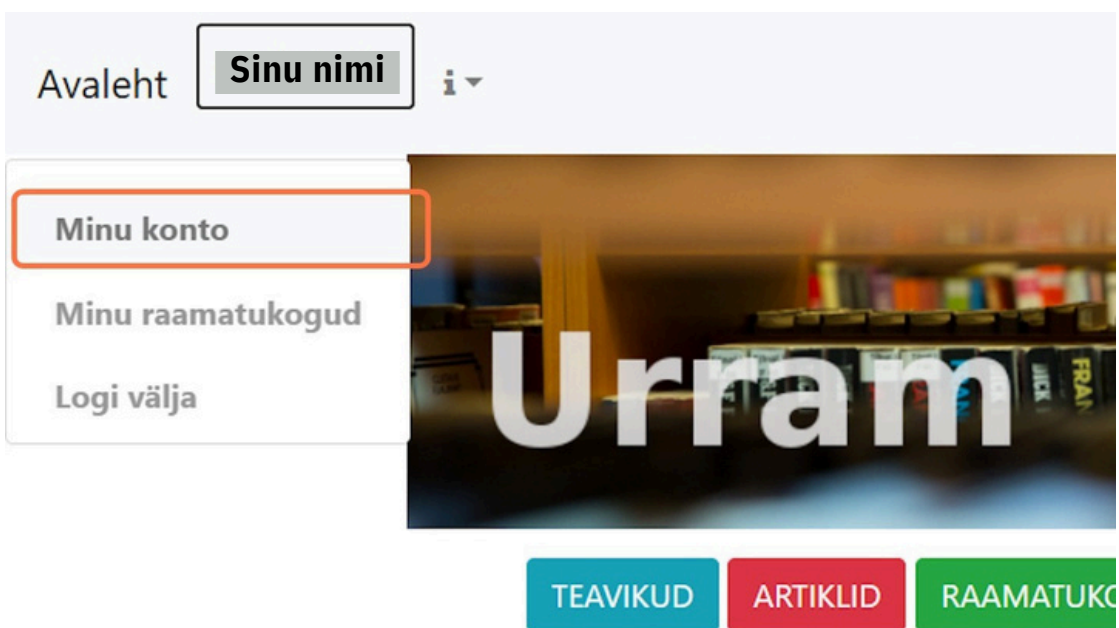 Avaleht Sinu nimi i
Minu konto
Minu raamatukogud
Logi välja
Urram
TEAVIKUD ARTIKLID RAAMATUKO